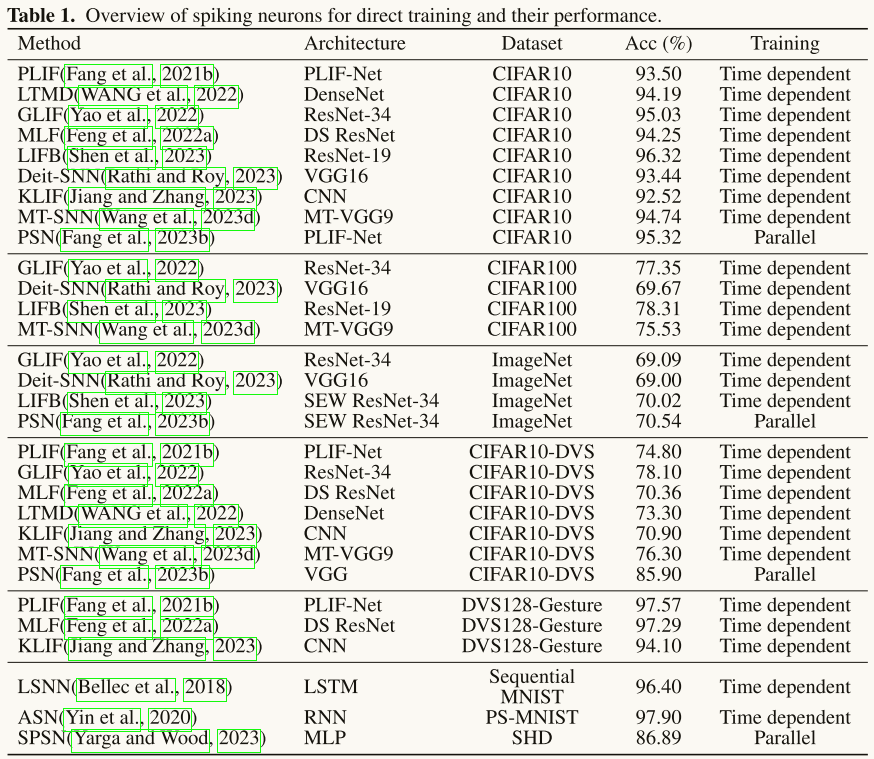 Table 1. Overview of spiking neurons for direct training and their performance.
Method Architecture Dataset Acc (%) Training
PLIF(Fang et al., 2021b) PLIF-Net CIFAR10 93.50 Time dependent
LTMD(WANG et al., 2022) DenseNet CIFAR10 94.19 Time dependent
GLIF(Yao et al., 2022) ResNet-34 CIFAR10 95.03 Time dependent
MLF(Feng et al., 2022a) DS ResNet CIFAR10 94.25 Time dependent
LIFB(Shen et al., 2023) ResNet-19 CIFAR10 96.32 Time dependent
Deit-SNN(Rathi and Roy, 2023) VGG16 CIFAR10 93.44 Time dependent
KLIF(Jiang and Zhang, 2023) CNN CIFAR10 92.52 Time dependent
MT-SNN(Wang et al., 2023d) MT-VGG9 CIFAR10 94.74 Time dependent
PSN(Fang et al., 2023b) PLIF-Net CIFAR10 95.32 Parallel
GLIF(Yao et al., 2022) ResNet-34 CIFAR100 77.35 Time dependent
Deit-SNN(Rathi and Roy, 2023) VGG16 CIFAR100 69.67 Time dependent
LIFB(Shen et al., 2023) ResNet-19 CIFAR100 78.31 Time dependent
MT-SNN(Wang et al., 2023d) MT-VGG9 CIFAR100 75.53 Time dependent
GLIF(Yao et al., 2022) ResNet-34 ImageNet 69.09 Time dependent
Deit-SNN(Rathi and Roy, 2023) VGG16 ImageNet 69.00 Time dependent
LIFB(Shen et al., 2023) SEW ResNet-34 ImageNet 70.02 Time dependent
PSN(Fang et al., 2023b) SEW ResNet-34 ImageNet 70.54 Parallel
PLIF(Fang et al., 2021b) PLIF-Net CIFAR10-DVS 74.80 Time dependent
GLIF(Yao et al., 2022) ResNet-34 CIFAR10-DVS 78.10 Time dependent
MLF(Feng et al., 2022a) DS ResNet CIFAR10-DVS 70.36 Time dependent
LTMD(WANG et al., 2022) DenseNet CIFAR10-DVS 73.30 Time dependent
KLIF(Jiang and Zhang, 2023) CNN CIFAR10-DVS 70.90 Time dependent
MT-SNN(Wang et al., 2023d) MT-VGG9 CIFAR10-DVS 76.30 Time dependent
PSN(Fang et al., 2023b) VGG CIFAR10-DVS 85.90 Parallel
PLIF(Fang et al., 2021b) PLIF-Net DVS128-Gesture 97.57 Time dependent
MLF(Feng et al., 2022a) DS ResNet DVS128-Gesture 97.29 Time dependent
KLIF(Jiang and Zhang, 2023) CNN DVS128-Gesture 94.10 Time dependent
LSNN(Bellec et al., 2018) LSTM Sequential MNIST 96.40 Time dependent
ASN(Yin et al., 2020) RNN PS-MNIST 97.90 Time dependent
SPSN(Yarga and Wood, 2023) MLP SHD 86.89 Parallel